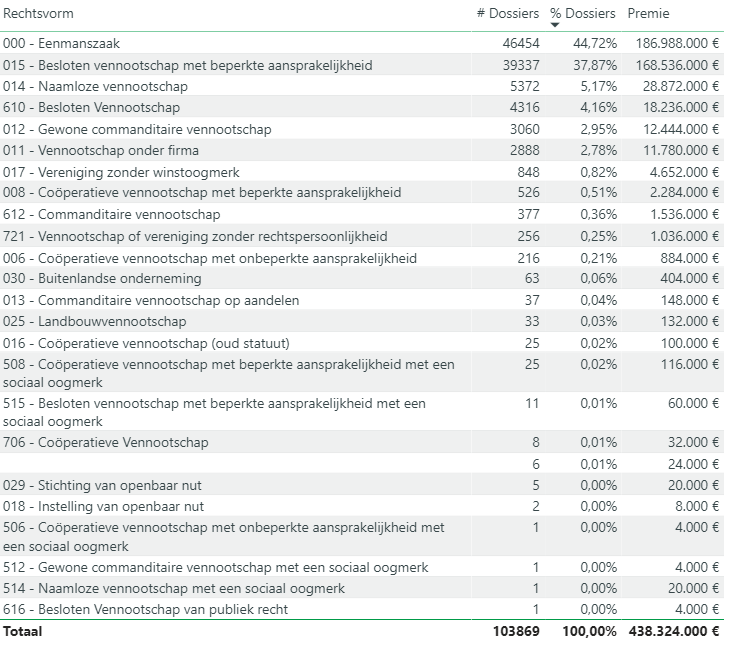 Rechtsvorm # Dossiers % Dossiers Premie
000 - Eenmanszaak 46454 44,72% 186.988.000 €
015 - Besloten vennootschap met beperkte aansprakelijkheid 39337 37,87% 168.536.000 €
014 - Naamloze vennootschap 5372 5,17% 28.872.000 €
610 - Besloten Vennootschap 4316 4,16% 18.236.000 €
012 - Gewone commanditaire vennootschap 3060 2,95% 12.444.000 €
011 - Vennootschap onder firma 2888 2,78% 11.780.000 €
017 - Vereniging zonder winstoogmerk 848 0,82% 4.652.000 €
008 - Coöperatieve vennootschap met beperkte aansprakelijkheid 526 0,51% 2.284.000 €
612 - Commanditaire vennootschap 377 0,36% 1.536.000 €
721 - Vennootschap of vereniging zonder rechtspersoonlijkheid 256 0,25% 1.036.000 €
006 - Coöperatieve vennootschap met onbeperkte aansprakelijkheid 216 0,21% 884.000 €
030 - Buitenlandse onderneming 63 0,06% 404.000 €
013 - Commanditaire vennootschap op aandelen 37 0,04% 148.000 €
025 - Landbouwvennootschap 33 0,03% 132.000 €
016 - Coöperatieve vennootschap (oud statuut) 25 0,02% 100.000 €
508 - Coöperatieve vennootschap met beperkte aansprakelijkheid met een 25 0,02% 116.000 €
sociaal oogmerk
515 - Besloten vennootschap met beperkte aansprakelijkheid met een 11 0,01% 60.000 €
sociaal oogmerk
706 - Coöperatieve Vennootschap 8 0,01% 32.000 €
6 0,01% 24.000 €
029 - Stichting van openbaar nut 5 0,00% 20.000 €
018 - Instelling van openbaar nut 2 0,00% 8.000 €
506 - Coöperatieve vennootschap met onbeperkte aansprakelijkheid met 1 0,00% 4.000 €
een sociaal oogmerk
512 - Gewone commanditaire vennootschap met een sociaal oogmerk 1 0,00% 4.000 €
514 - Naamloze vennootschap met een sociaal oogmerk 1 0,00% 20.000 €
616 - Besloten Vennootschap van publiek recht 1 0,00% 4.000 €
Totaal 103869 100,00% 438.324.000 €